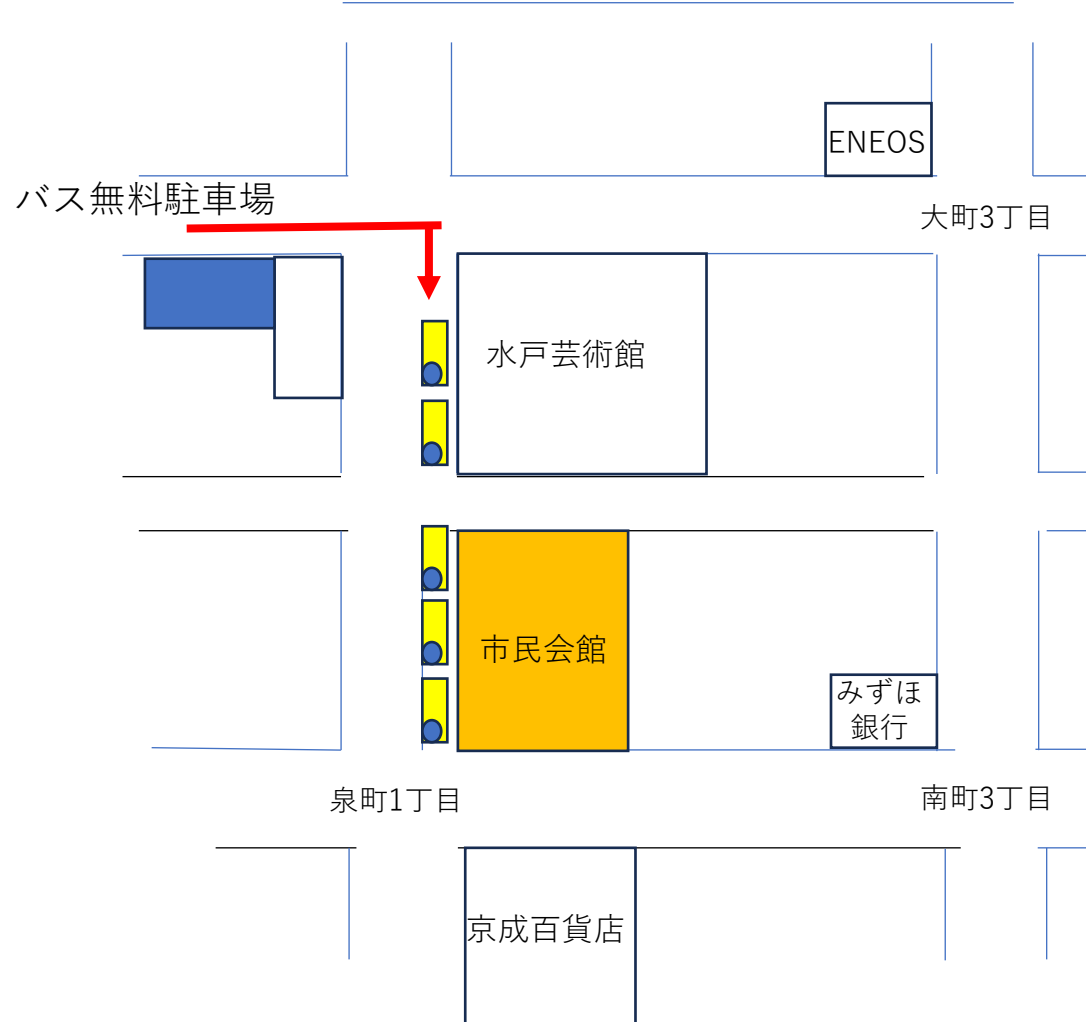 ENEOS
バス無料駐車場
大町3丁目
水戸芸術館
市民会館
みずほ
銀行
泉町1丁目
南町3丁目
京成百貨店